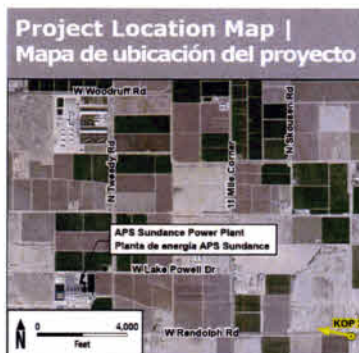 Project Location Map |
Mapa de ubicación del proyecto
W Woodruff Rd
N Tweedy Rd
11 Mile Corner
N Skousen Rd
APS Sundance Power Plant
Planta de energía APS Sundance
W Lake Powell Dr
W Randolph Rd
KOP
N
0 4,000
Feet